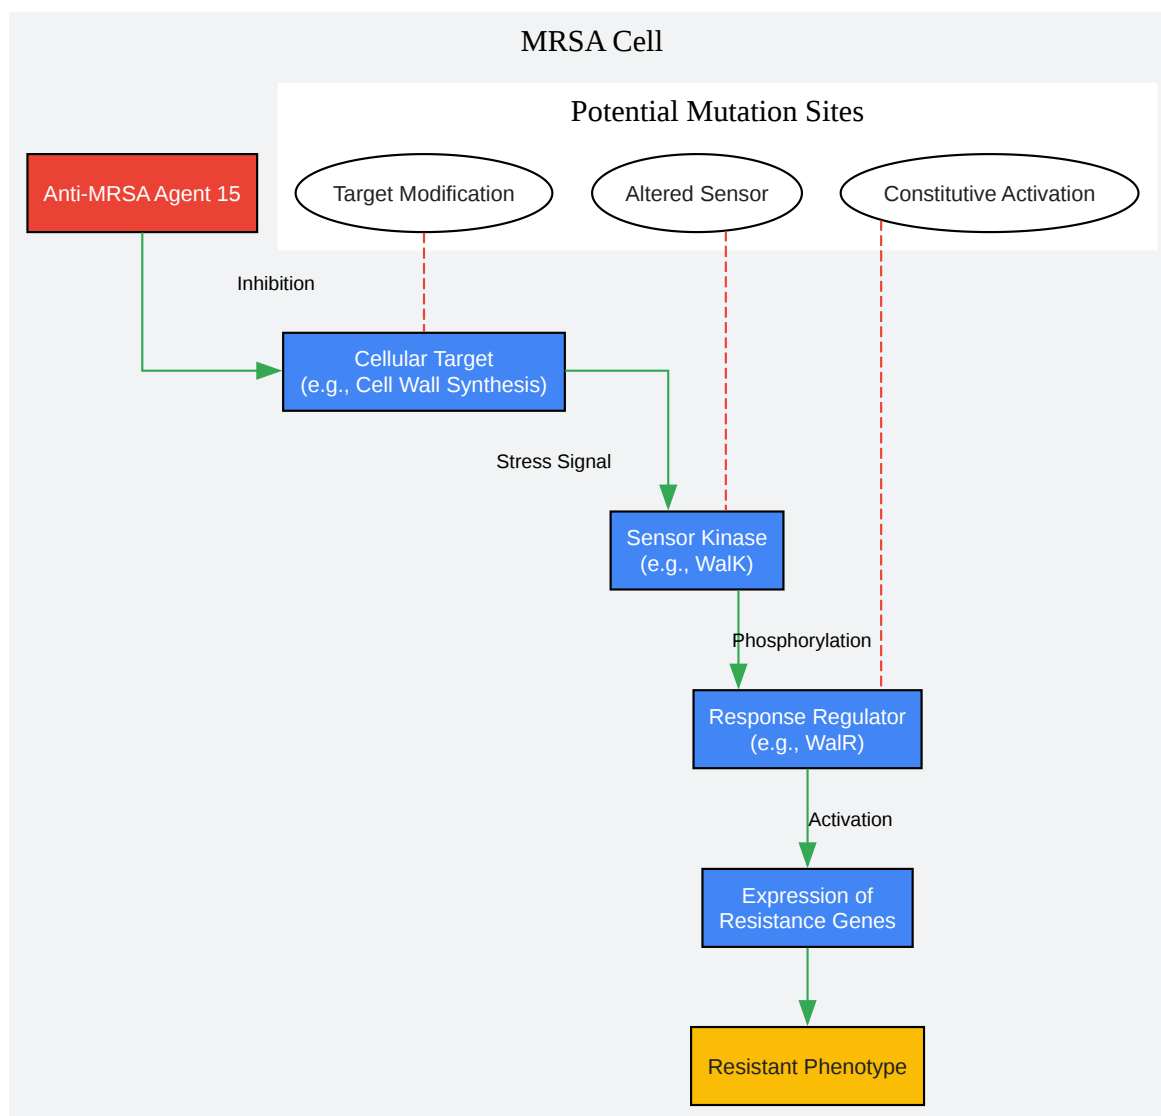 MRSA Cell
Potential Mutation Sites
Anti-MRSA Agent 15
Target Modification
Altered Sensor
Constitutive Activation
Inhibition
Cellular Target
(e.g., Cell Wall Synthesis)
Stress Signal
Sensor Kinase
(e.g., WalK)
Phosphorylation
Response Regulator
(e.g., WalR)
Activation
Expression of
Resistance Genes
Resistant Phenotype